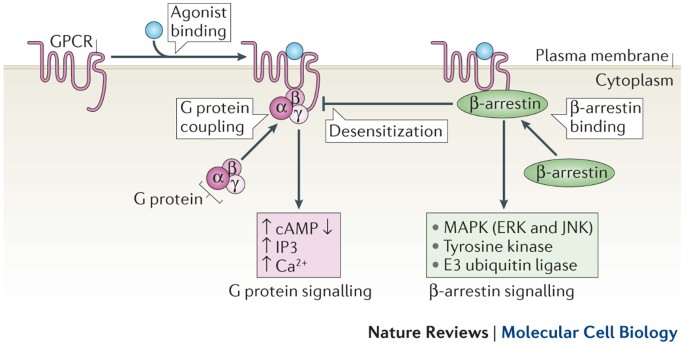 GPCR
Agonist
binding
Plasma membrane
Cytoplasm
G protein
coupling
α
β
γ
β-arrestin
β-arrestin
binding
Desensitization
G protein
α
β
γ
β-arrestin
↑ cAMP ↓
↑ IP3
↑ Ca²⁺
• MAPK (ERK and JNK)
• Tyrosine kinase
• E3 ubiquitin ligase
G protein signalling
β-arrestin signalling
Nature Reviews | Molecular Cell Biology